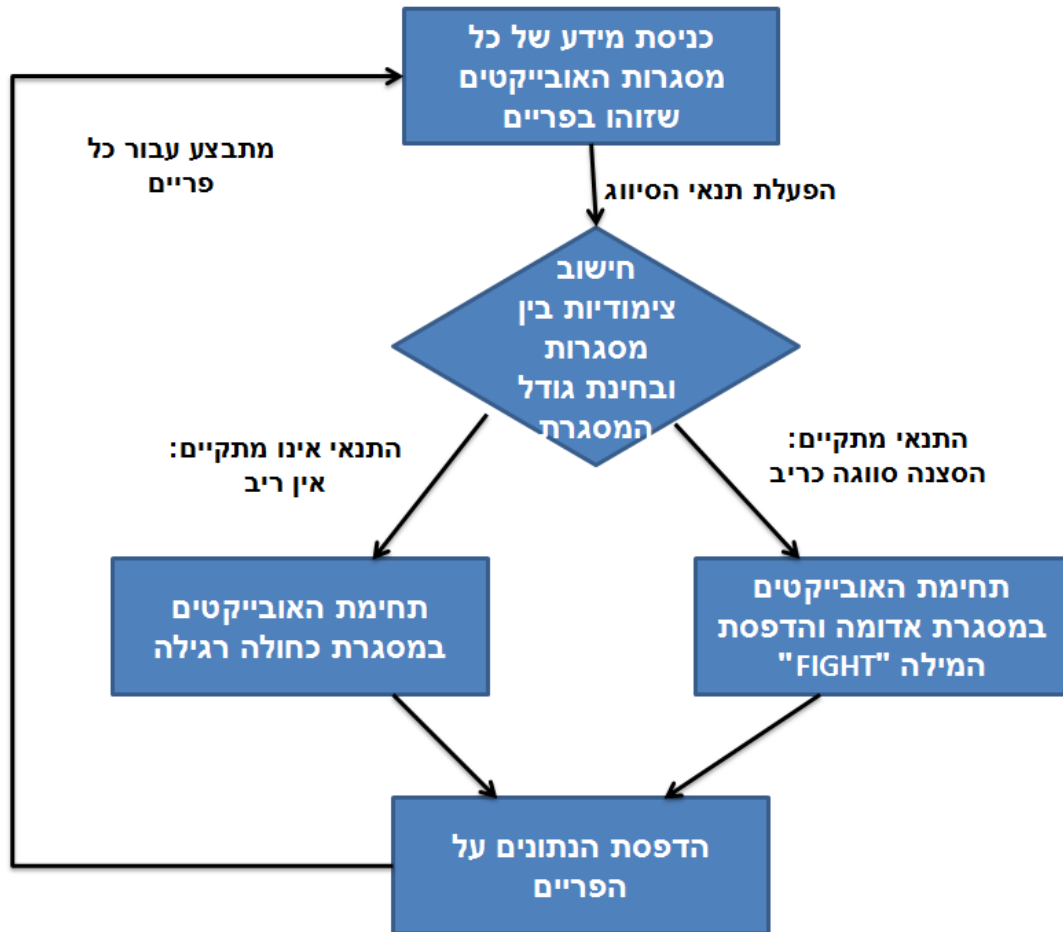 כניסת מידע של כל
מסגרות האובייקטים
שזוהו בפריים
מתבצע עבור כל
פריים
הפעלת תנאי הסיווג
חישוב
צימודיות בין
מסגרות
ובחינת גודל
המסגרת
התנאי מתקיים:
הסצנה סווגה כריב
התנאי אינו מתקיים:
אין ריב
תחימת האובייקטים
במסגרת אדומה והדפסת
המילה "FIGHT"
תחימת האובייקטים
במסגרת כחולה רגילה
הדפסת הנתונים על
הפריים